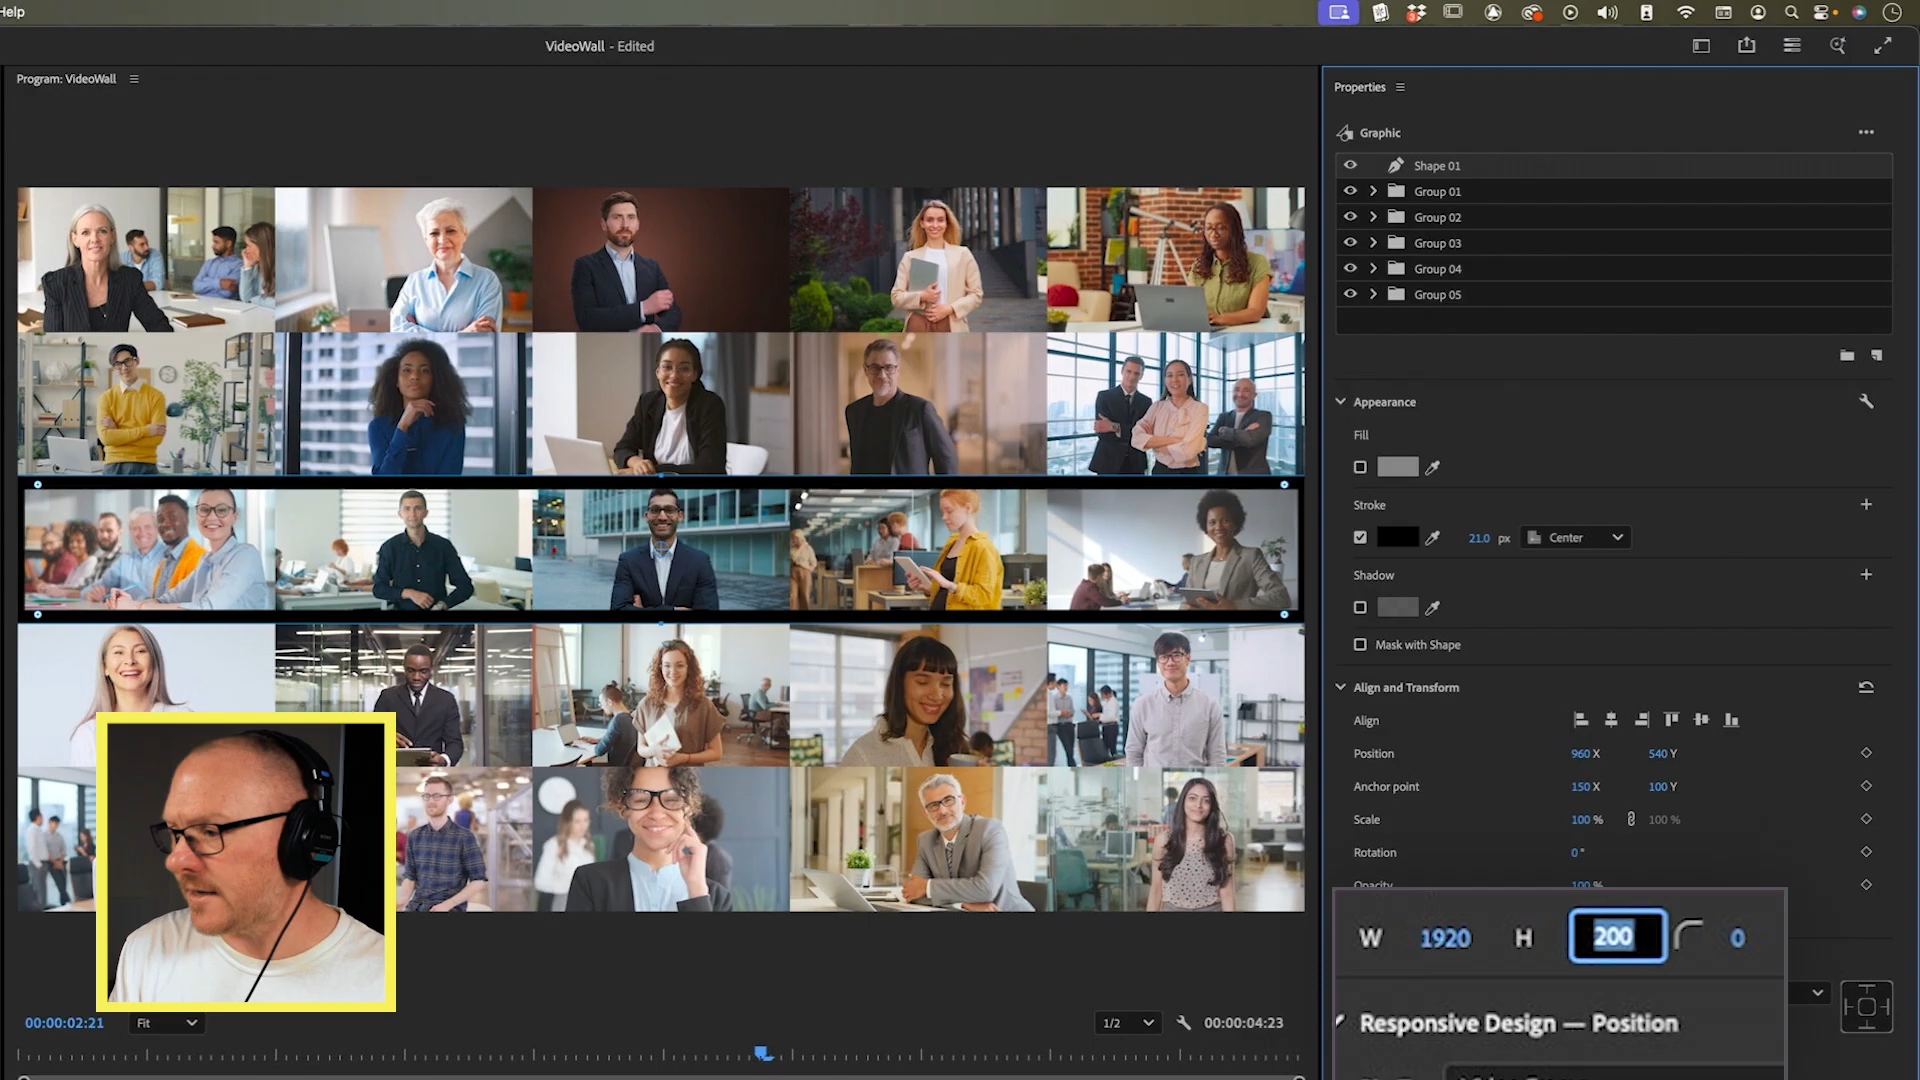 Help
3
VideoWall - Edited
Program: VideoWall
Properties
Graphic
Shape 01
Group 01
Group 02
Group 03
Group 04
Group 05
Appearance
Fill
Stroke
21.0 px Center
Shadow
Mask with Shape
Align and Transform
Align
Position 960 X 540 Y
Anchor point 150 X 100 Y
Scale 100 % 100 %
Rotation 0 °
Opacity 100 %
W 1920 H 200 0
Responsive Design — Position
00:00:02:21 Fit 1/2 00:00:04:23